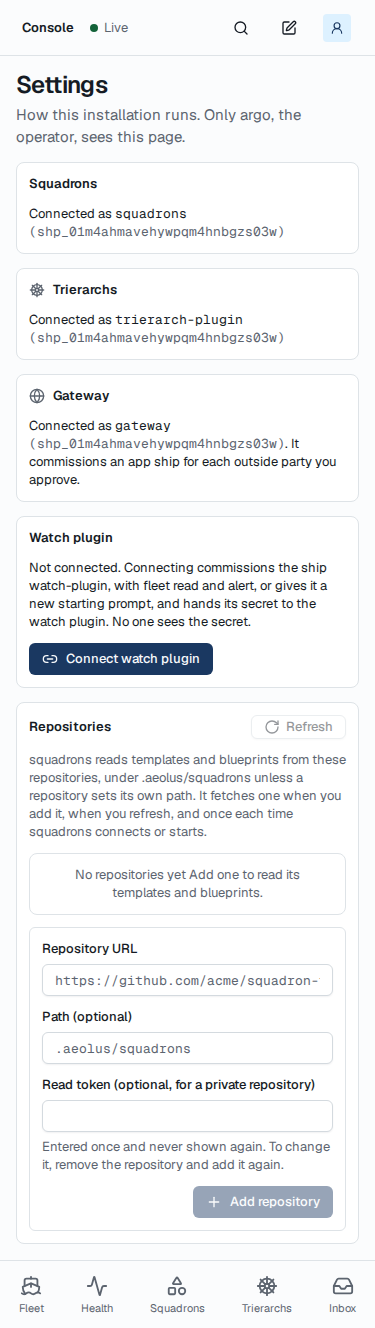 Console Live
Settings
How this installation runs. Only argo, the
operator, sees this page.
Squadrons
Connected as squadrons
(shp_01m4ahmavehywpqm4hnbgzs03w)
Trierarchs
Connected as trierarch-plugin
(shp_01m4ahmavehywpqm4hnbgzs03w)
Gateway
Connected as gateway
(shp_01m4ahmavehywpqm4hnbgzs03w). It
commissions an app ship for each outside party you
approve.
Watch plugin
Not connected. Connecting commissions the ship
watch-plugin, with fleet read and alert, or gives it a
new starting prompt, and hands its secret to the
watch plugin. No one sees the secret.
Connect watch plugin
Repositories Refresh
squadrons reads templates and blueprints from these
repositories, under .aeolus/squadrons unless a
repository sets its own path. It fetches one when you
add it, when you refresh, and once each time
squadrons connects or starts.
No repositories yet Add one to read its
templates and blueprints.
Repository URL
https://github.com/acme/squadron-
Path (optional)
.aeolus/squadrons
Read token (optional, for a private repository)
Entered once and never shown again. To change
it, remove the repository and add it again.
Add repository
Fleet Health Squadrons Trierarchs Inbox